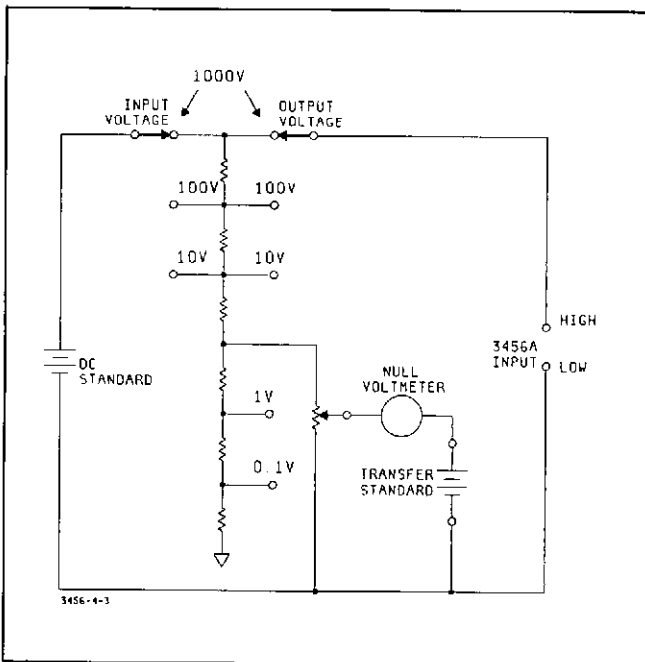 1000V
INPUT
VOLTAGE
OUTPUT
VOLTAGE
100V
100V
10V
10V
HIGH
3456A
INPUT
LOW
DC
STANDARD
NULL
VOLTMETER
1V
0.1V
TRANSFER
STANDARD
3456-4-3